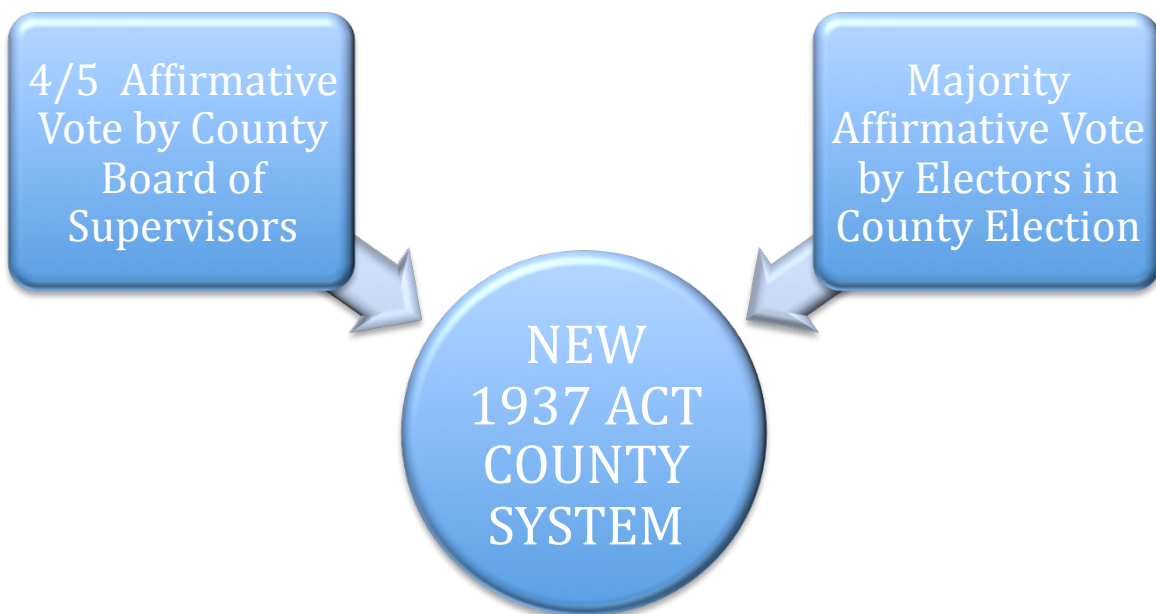 4/5  Affirmative
Vote by County
Board of
Supervisors
Majority
Affirmative Vote
by Electors in
County Election
NEW
1937 ACT
COUNTY
SYSTEM